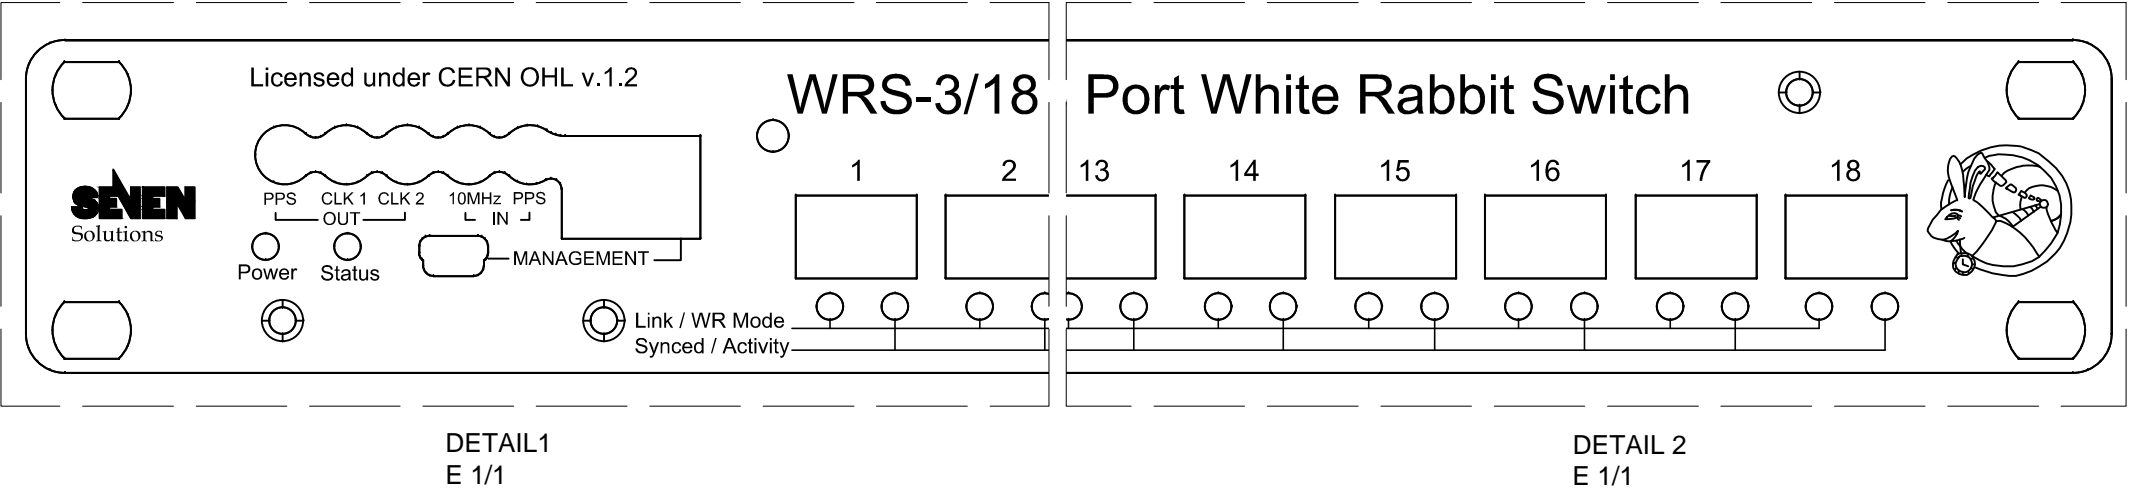 Licensed under CERN OHL v.1.2
WRS-3/18 Port White Rabbit Switch
1 2 13 14 15 16 17 18
PPS CLK 1 CLK 2 10MHz PPS
OUT IN
SEVEN
Solutions
MANAGEMENT
Power Status
Link / WR Mode
Synced / Activity
DETAIL1
E 1/1
DETAIL 2
E 1/1